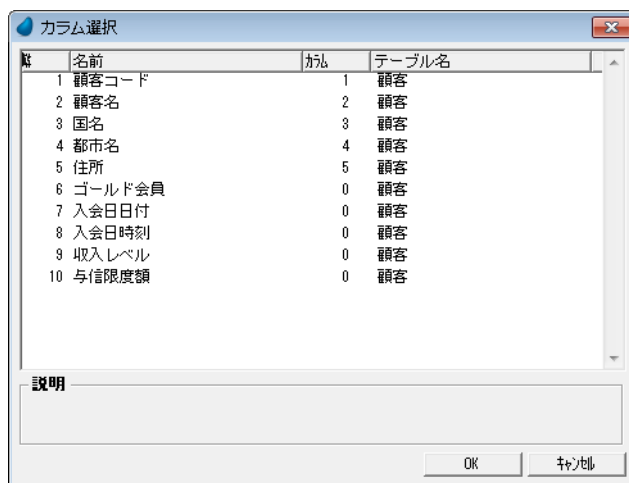 カラム選択
名前 ｶﾗﾑ テーブル名
1 顧客コード 1 顧客
2 顧客名 2 顧客
3 国名 3 顧客
4 都市名 4 顧客
5 住所 5 顧客
6 ゴールド会員 0 顧客
7 入会日日付 0 顧客
8 入会日時刻 0 顧客
9 収入レベル 0 顧客
10 与信限度額 0 顧客
説明
OK ｷｬﾝｾﾙ